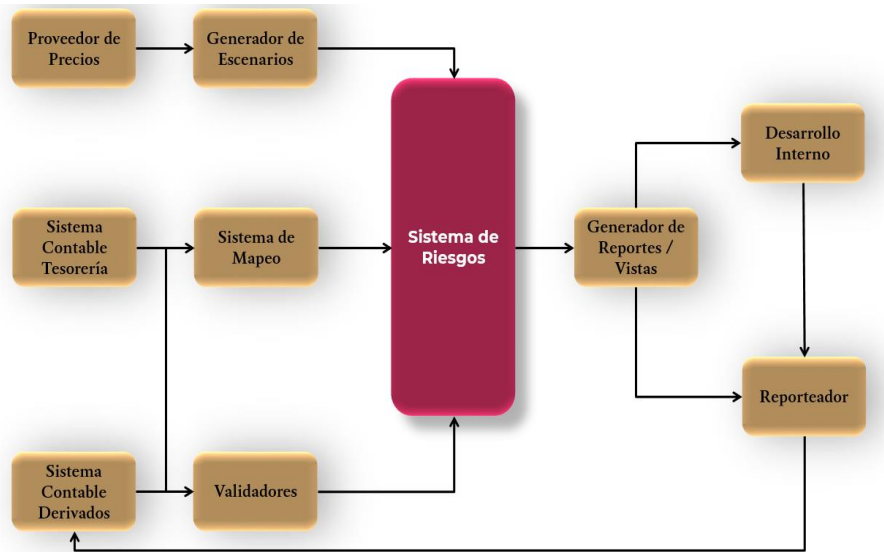 Proveedor de
Precios
Generador de
Escenarios
Desarrollo
Interno
Sistema
Contable
Tesorería
Sistema de
Mapeo
Sistema de
Riesgos
Generador de
Reportes /
Vistas
Reporteador
Sistema
Contable
Derivados
Validadores